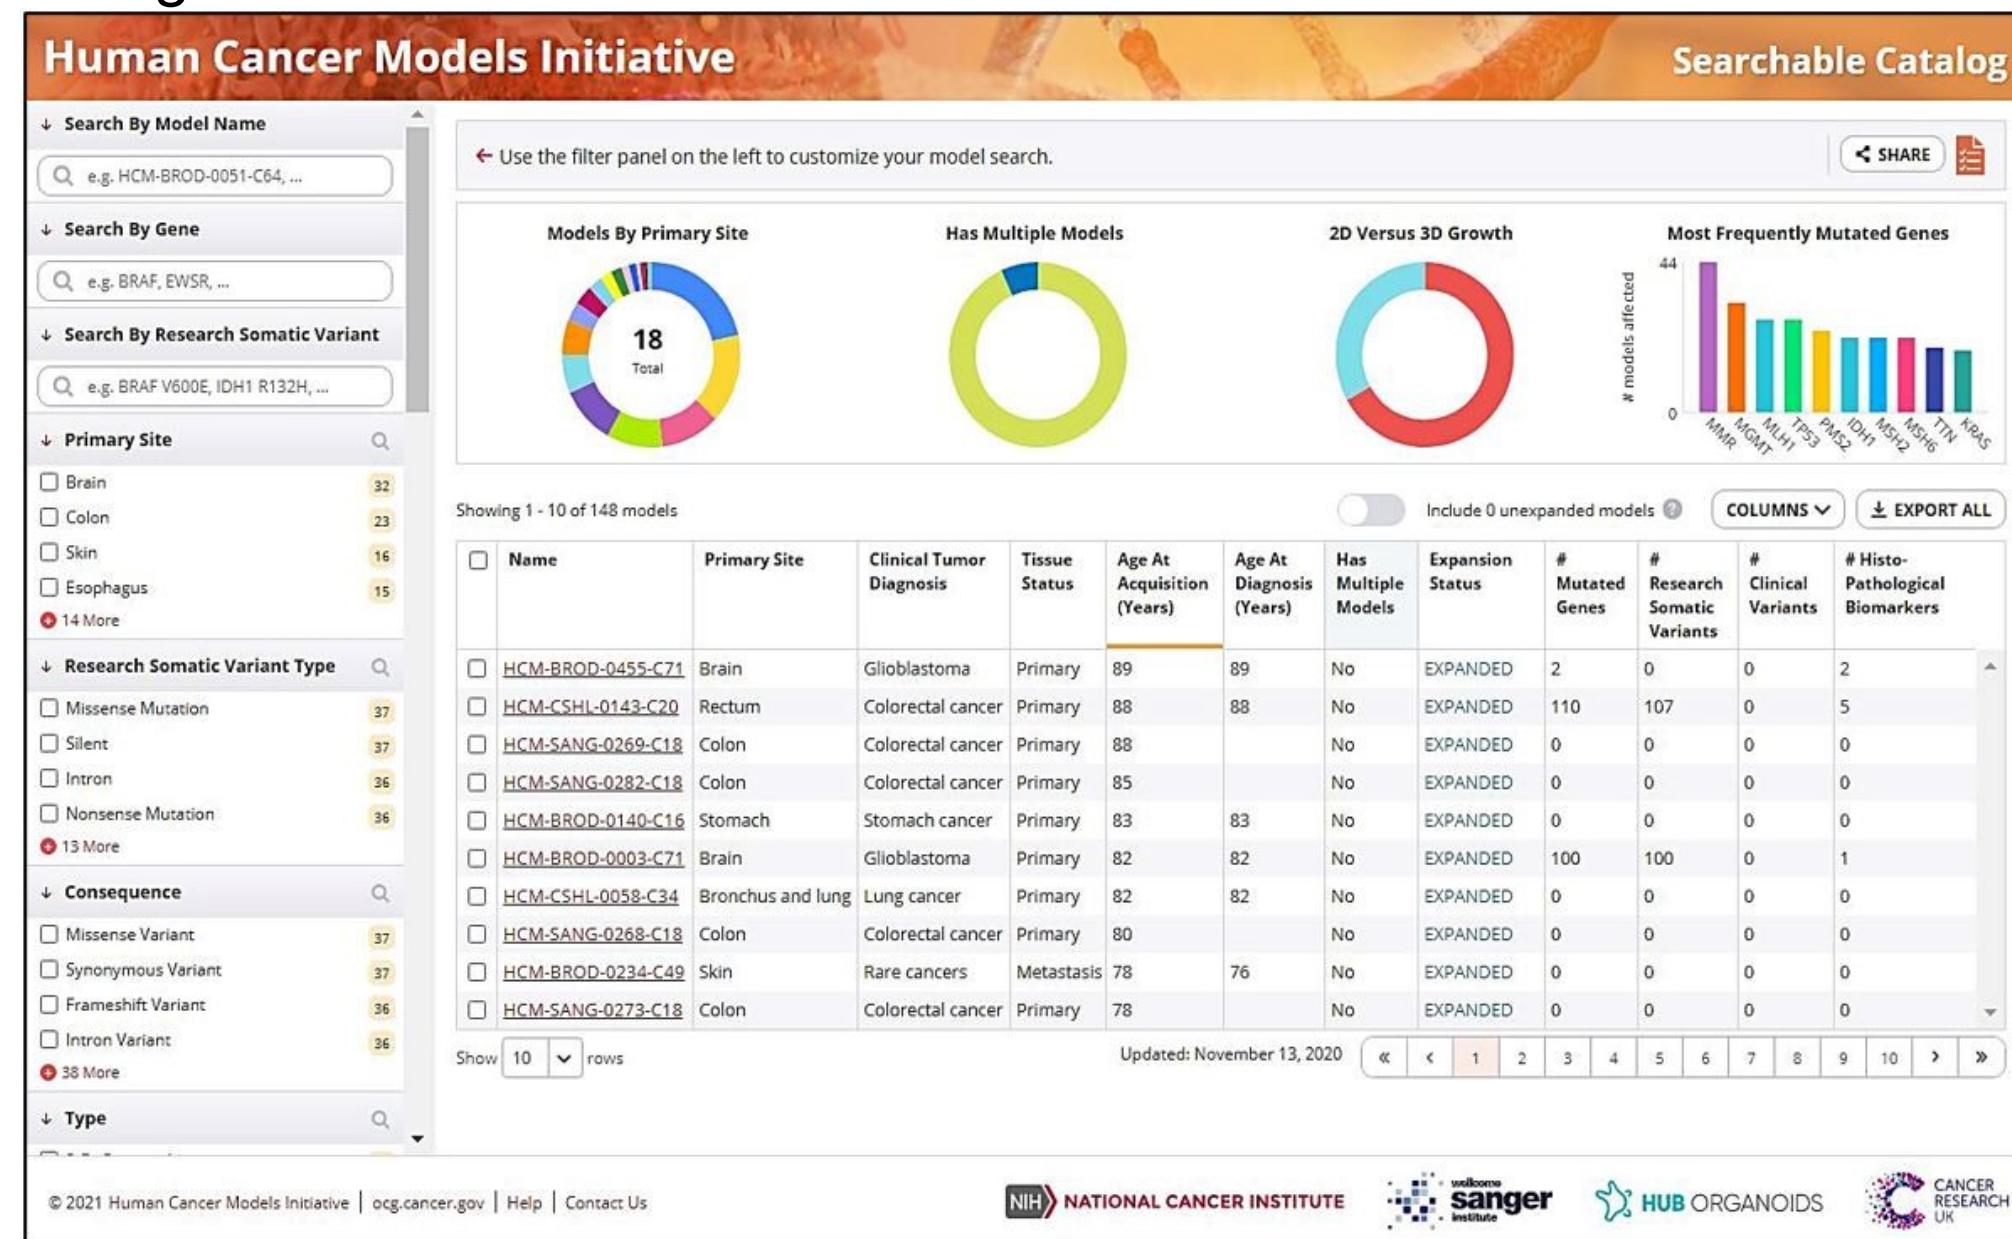 Human Cancer Models Initiative
Searchable Catalog
Search By Model Name
e.g. HCM-BROD-0051-C64, ...
Search By Gene
e.g. BRAF, EWSR, ...
Search By Research Somatic Variant
e.g. BRAF V600E, IDH1 R132H, ...
Primary Site
Brain 32
Colon 23
Skin 16
Esophagus 15
14 More
Research Somatic Variant Type
Missense Mutation 37
Silent 37
Intron 36
Nonsense Mutation 36
13 More
Consequence
Missense Variant 37
Synonymous Variant 37
Frameshift Variant 36
Intron Variant 36
38 More
Type
Use the filter panel on the left to customize your model search.
SHARE
Models By Primary Site
18
Total
Has Multiple Models
2D Versus 3D Growth
Most Frequently Mutated Genes
# models affected
44
0
MMR MGMT MLH1 TP53 PMS2 IDH1 MSH2 MSH6 TTN KRAS
Showing 1 - 10 of 148 models
Include 0 unexpanded models ?
COLUMNS
EXPORT ALL
Name Primary Site Clinical Tumor Diagnosis Tissue Status Age At Acquisition (Years) Age At Diagnosis (Years) Has Multiple Models Expansion Status # Mutated Genes # Research Somatic Variants # Clinical Variants # Histo-Pathological Biomarkers
HCM-BROD-0455-C71 Brain Glioblastoma Primary 89 89 No EXPANDED 2 0 0 2
HCM-CSHL-0143-C20 Rectum Colorectal cancer Primary 88 88 No EXPANDED 110 107 0 5
HCM-SANG-0269-C18 Colon Colorectal cancer Primary 88 No EXPANDED 0 0 0 0
HCM-SANG-0282-C18 Colon Colorectal cancer Primary 85 No EXPANDED 0 0 0 0
HCM-BROD-0140-C16 Stomach Stomach cancer Primary 83 83 No EXPANDED 0 0 0 0
HCM-BROD-0003-C71 Brain Glioblastoma Primary 82 82 No EXPANDED 100 100 0 1
HCM-CSHL-0058-C34 Bronchus and lung Lung cancer Primary 82 82 No EXPANDED 0 0 0 0
HCM-SANG-0268-C18 Colon Colorectal cancer Primary 80 No EXPANDED 0 0 0 0
HCM-BROD-0234-C49 Skin Rare cancers Metastasis 78 76 No EXPANDED 0 0 0 0
HCM-SANG-0273-C18 Colon Colorectal cancer Primary 78 No EXPANDED 0 0 0 0
Show 10 rows
Updated: November 13, 2020
« ‹ 1 2 3 4 5 6 7 8 9 10 › »
© 2021 Human Cancer Models Initiative | ocg.cancer.gov | Help | Contact Us
NIH NATIONAL CANCER INSTITUTE
wellcome
sanger
institute
HUB ORGANOIDS
CANCER
RESEARCH
UK